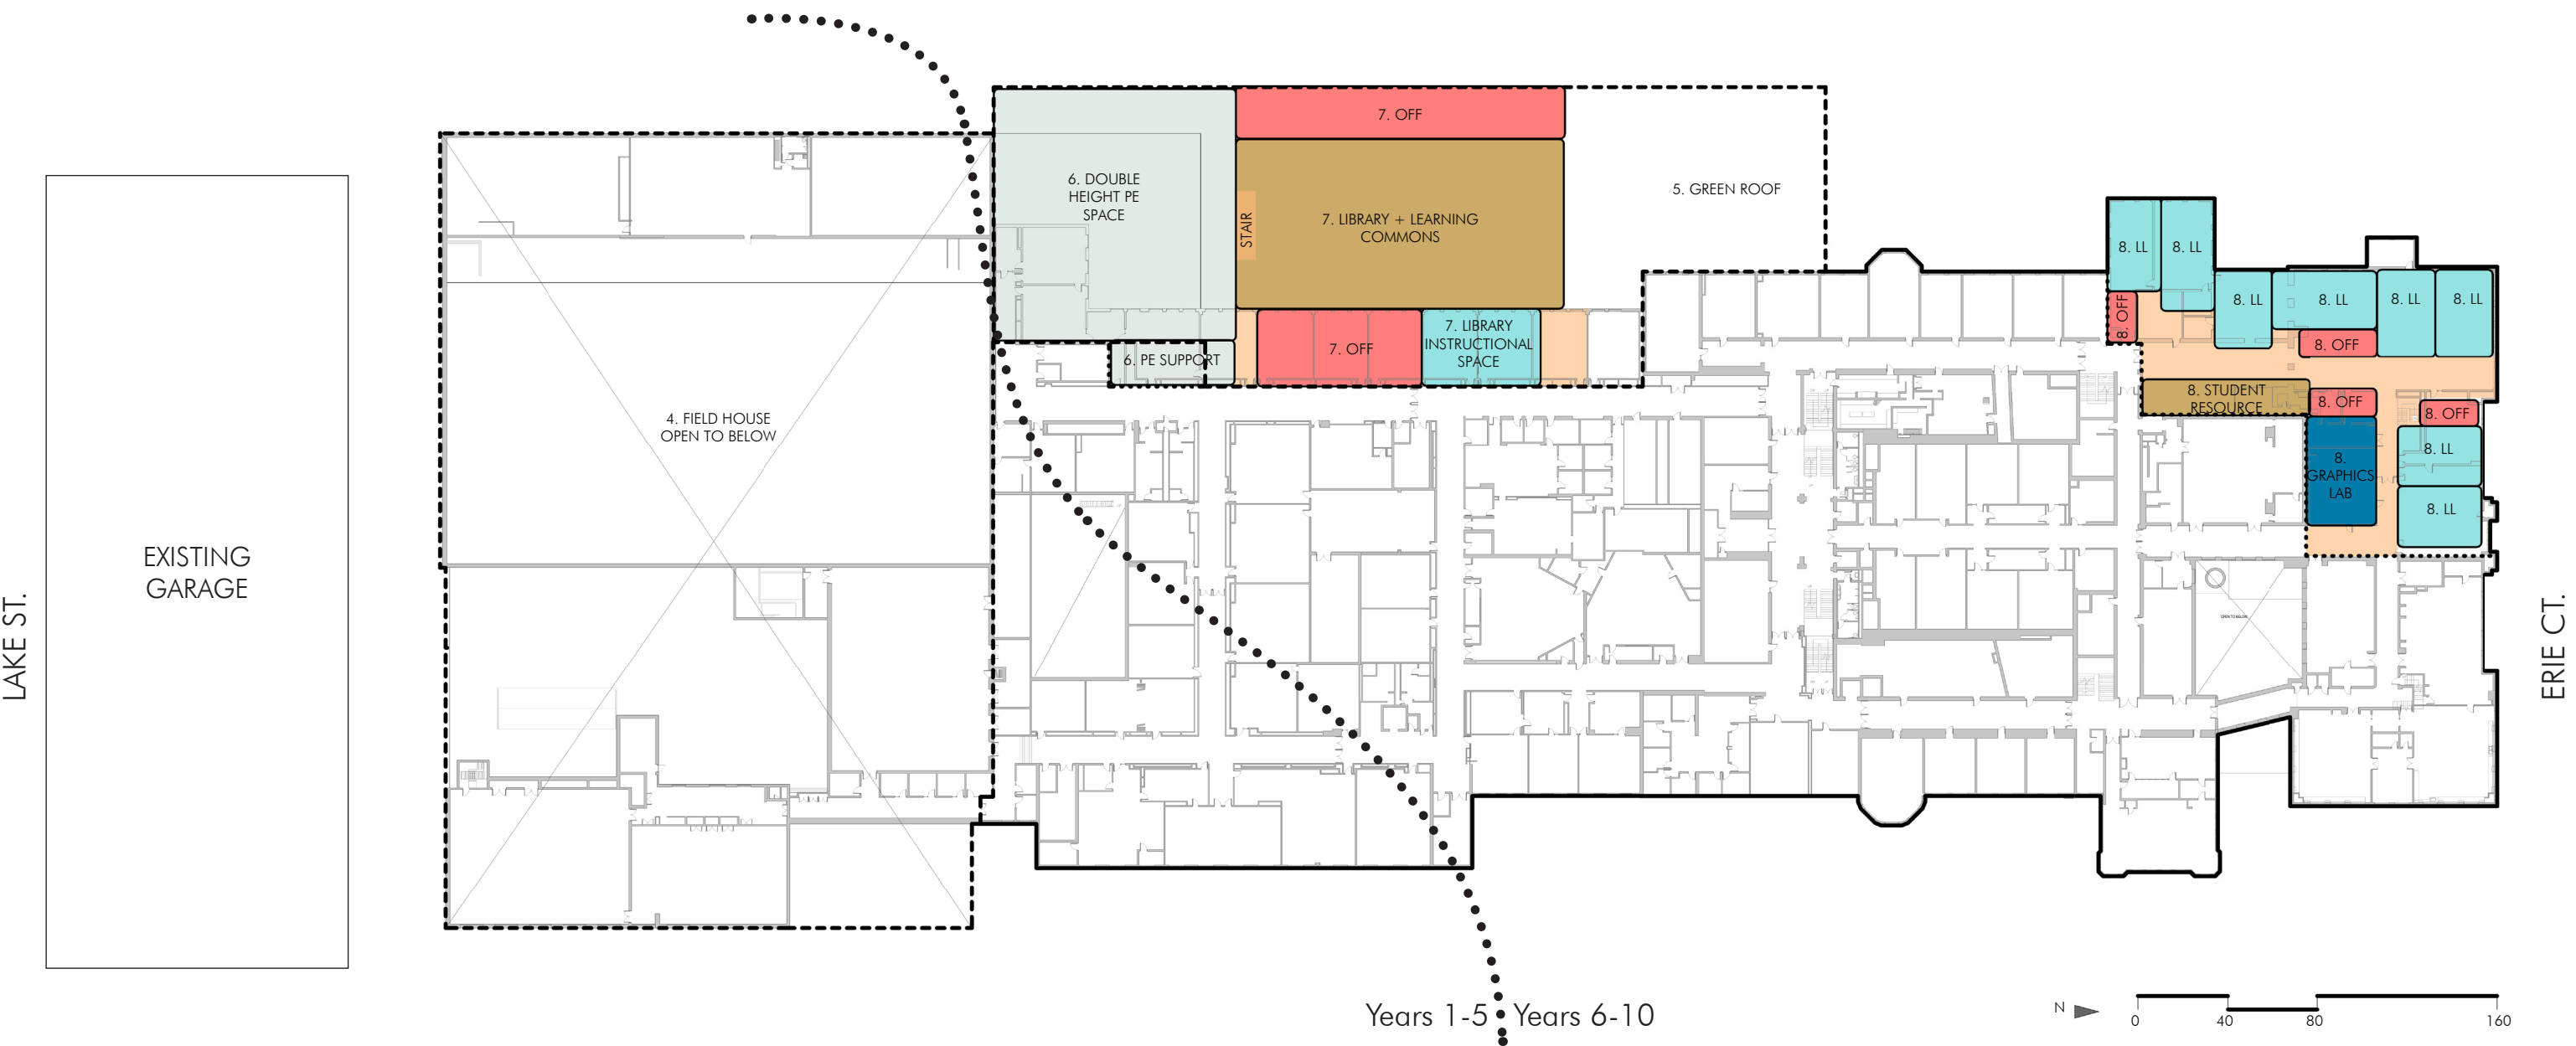 7. OFF
6. DOUBLE
HEIGHT PE
SPACE
STAIR
7. LIBRARY + LEARNING
COMMONS
5. GREEN ROOF
8. LL
8. LL
8. LL
8. LL
8. LL
8. LL
8. OFF
8. OFF
6. PE SUPPORT
7. OFF
7. LIBRARY
INSTRUCTIONAL
SPACE
8. STUDENT
RESOURCE
8. OFF
8. OFF
4. FIELD HOUSE
OPEN TO BELOW
8.
GRAPHICS
LAB
8. LL
8. LL
EXISTING
GARAGE
LAKE ST.
OPEN TO BELOW
ERIE CT.
Years 1-5
Years 6-10
N
0 40 80 160